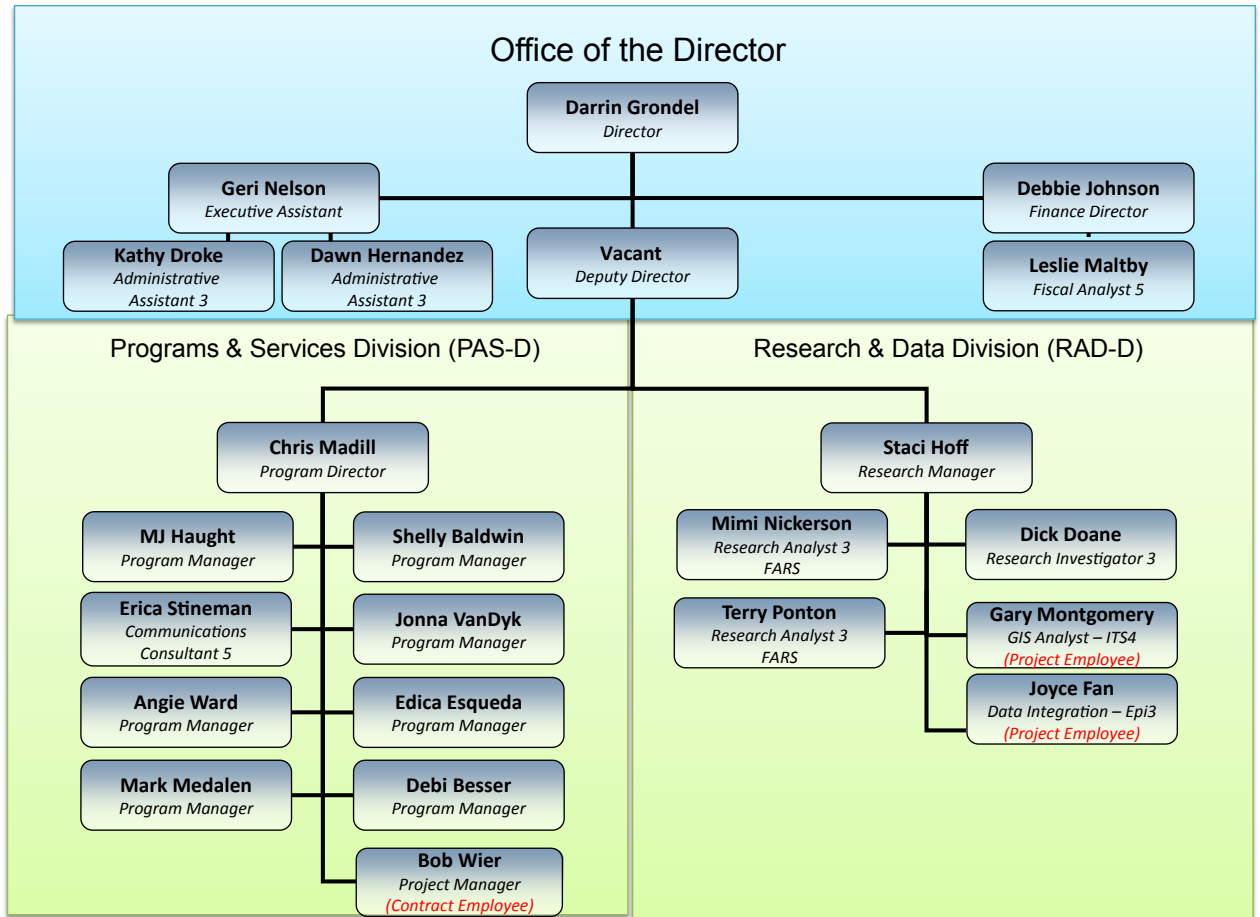 Office of the Director
Darrin Grondel
Director
Geri Nelson
Executive Assistant
Debbie Johnson
Finance Director
Kathy Droke
Administrative
Assistant 3
Dawn Hernandez
Administrative
Assistant 3
Vacant
Deputy Director
Leslie Maltby
Fiscal Analyst 5
Programs & Services Division (PAS-D)
Chris Madill
Program Director
MJ Haught
Program Manager
Shelly Baldwin
Program Manager
Erica Stineman
Communications
Consultant 5
Jonna VanDyk
Program Manager
Angie Ward
Program Manager
Edica Esqueda
Program Manager
Mark Medalen
Program Manager
Debi Besser
Program Manager
Bob Wier
Project Manager
(Contract Employee)
Research & Data Division (RAD-D)
Staci Hoff
Research Manager
Mimi Nickerson
Research Analyst 3
FARS
Dick Doane
Research Investigator 3
Terry Ponton
Research Analyst 3
FARS
Gary Montgomery
GIS Analyst – ITS4
(Project Employee)
Joyce Fan
Data Integration – Epi3
(Project Employee)